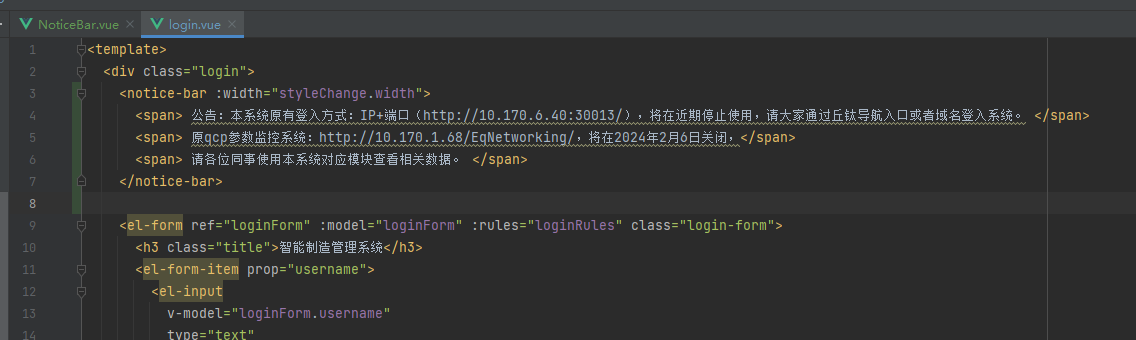 NoticeBar.vue × login.vue ×
1 <template>
2 <div class="login">
3 <notice-bar :width="styleChange.width">
4 <span> 公告：本系统原有登入方式：IP+端口（http://10.170.6.40:30013/），将在近期停止使用，请大家通过丘钛导航入口或者域名登入系统。 </span>
5 <span> 原qcp参数监控系统：http://10.170.1.68/EqNetworking/，将在2024年2月6日关闭，</span>
6 <span> 请各位同事使用本系统对应模块查看相关数据。 </span>
7 </notice-bar>
8
9 <el-form ref="loginForm" :model="loginForm" :rules="loginRules" class="login-form">
10 <h3 class="title">智能制造管理系统</h3>
11 <el-form-item prop="username">
12 <el-input
13 v-model="loginForm.username"
14 type="text"